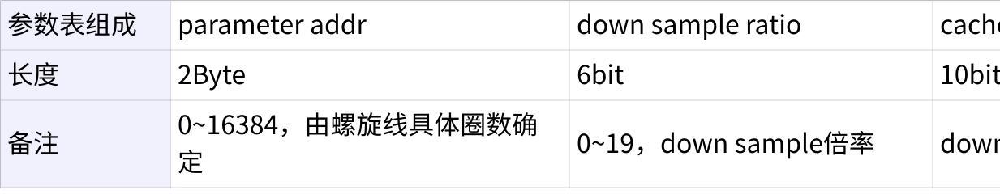 参数表组成 parameter addr down sample ratio cach
长度 2Byte 6bit 10bit
备注 0~16384，由螺旋线具体圈数确定 0~19，down sample倍率 down